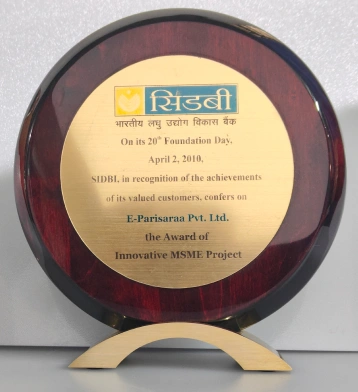 सिडबी
भारतीय लघु उद्योग विकास बैंक
On its 20th Foundation Day,
April 2, 2010,
SIDBI, in recognition of the achievements
of its valued customers, confers on
E-Parisaraa Pvt. Ltd.
the Award of
Innovative MSME Project